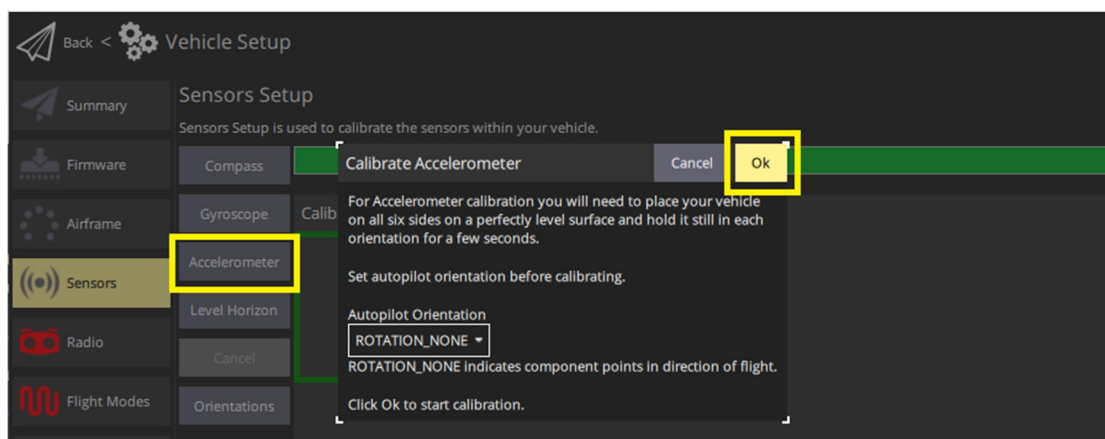 Back < Vehicle Setup
Summary
Firmware
Airframe
Sensors
Radio
Flight Modes
Sensors Setup
Sensors Setup is used to calibrate the sensors within your vehicle.
Compass
Gyroscope
Accelerometer
Level Horizon
Cancel
Orientations
Calib
Calibrate Accelerometer
Cancel
Ok
For Accelerometer calibration you will need to place your vehicle
on all six sides on a perfectly level surface and hold it still in each
orientation for a few seconds.
Set autopilot orientation before calibrating.
Autopilot Orientation
ROTATION_NONE
ROTATION_NONE indicates component points in direction of flight.
Click Ok to start calibration.